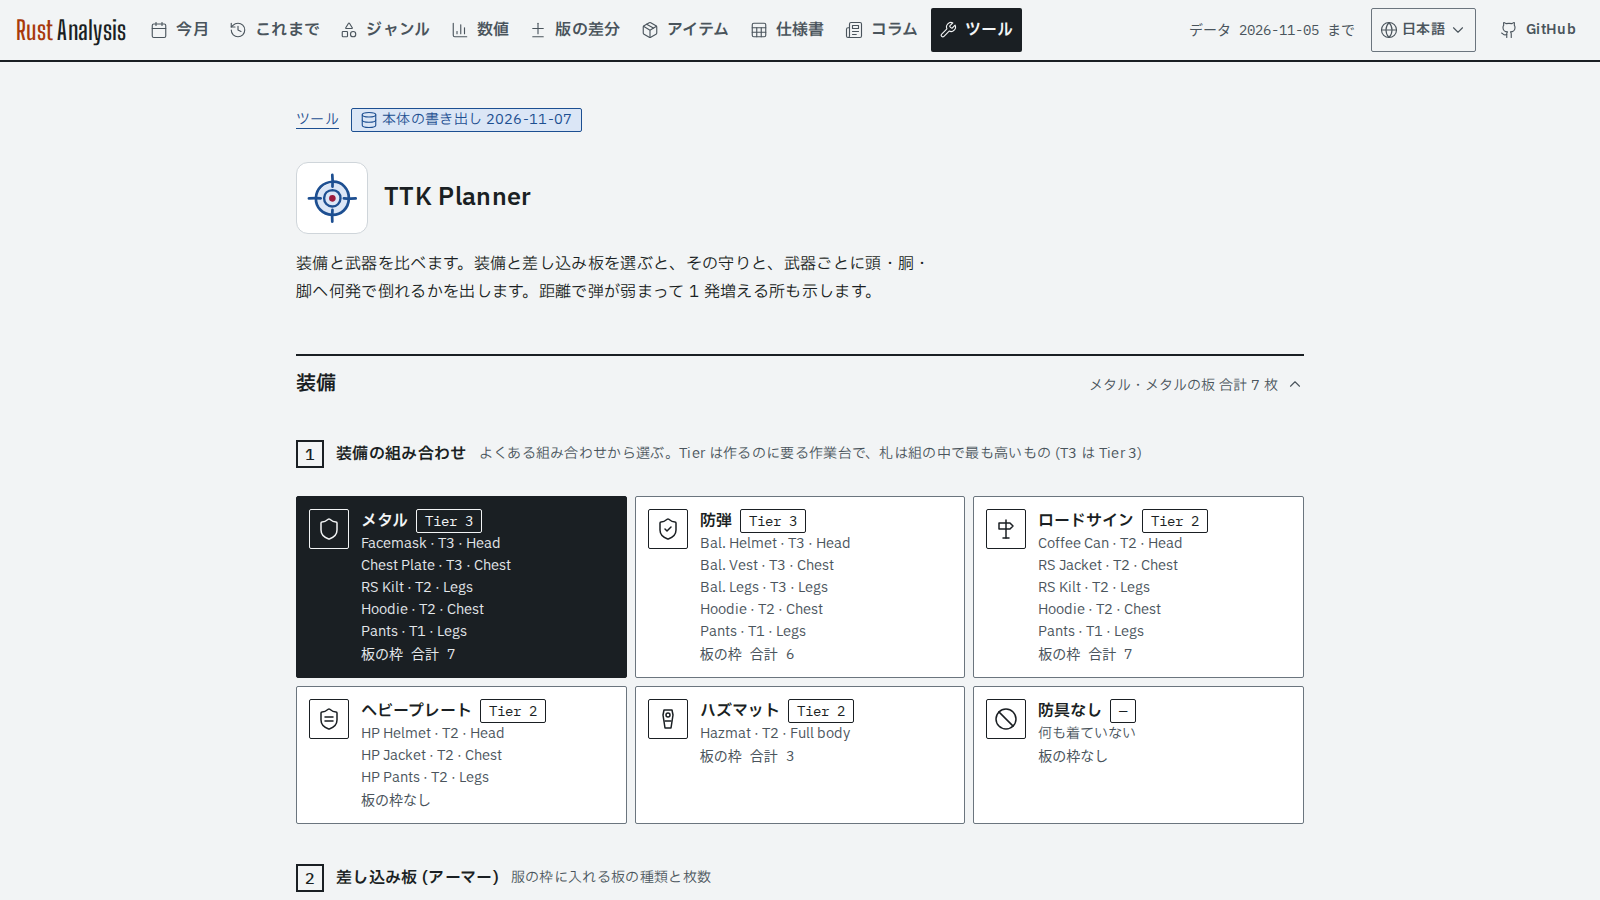 Rust Analysis 今月 これまで ジャンル 数値 版の差分 アイテム 仕様書 コラム ツール データ 2026-11-05 まで 日本語 GitHub
ツール 本体の書き出し 2026-11-07
TTK Planner
装備と武器を比べます。装備と差し込み板を選ぶと、その守りと、武器ごとに頭・胴・
脚へ何発で倒れるかを出します。距離で弾が弱まって 1 発増える所も示します。
装備 メタル・メタルの板 合計 7 枚
1 装備の組み合わせ よくある組み合わせから選ぶ。Tier は作るのに要る作業台で、札は組の中で最も高いもの (T3 は Tier 3)
メタル Tier 3
Facemask · T3 · Head
Chest Plate · T3 · Chest
RS Kilt · T2 · Legs
Hoodie · T2 · Chest
Pants · T1 · Legs
板の枠 合計 7
防弾 Tier 3
Bal. Helmet · T3 · Head
Bal. Vest · T3 · Chest
Bal. Legs · T3 · Legs
Hoodie · T2 · Chest
Pants · T1 · Legs
板の枠 合計 6
ロードサイン Tier 2
Coffee Can · T2 · Head
RS Jacket · T2 · Chest
RS Kilt · T2 · Legs
Hoodie · T2 · Chest
Pants · T1 · Legs
板の枠 合計 7
ヘビープレート Tier 2
HP Helmet · T2 · Head
HP Jacket · T2 · Chest
HP Pants · T2 · Legs
板の枠なし
ハズマット Tier 2
Hazmat · T2 · Full body
板の枠 合計 3
防具なし —
何も着ていない
板の枠なし
2 差し込み板 (アーマー) 服の枠に入れる板の種類と枚数